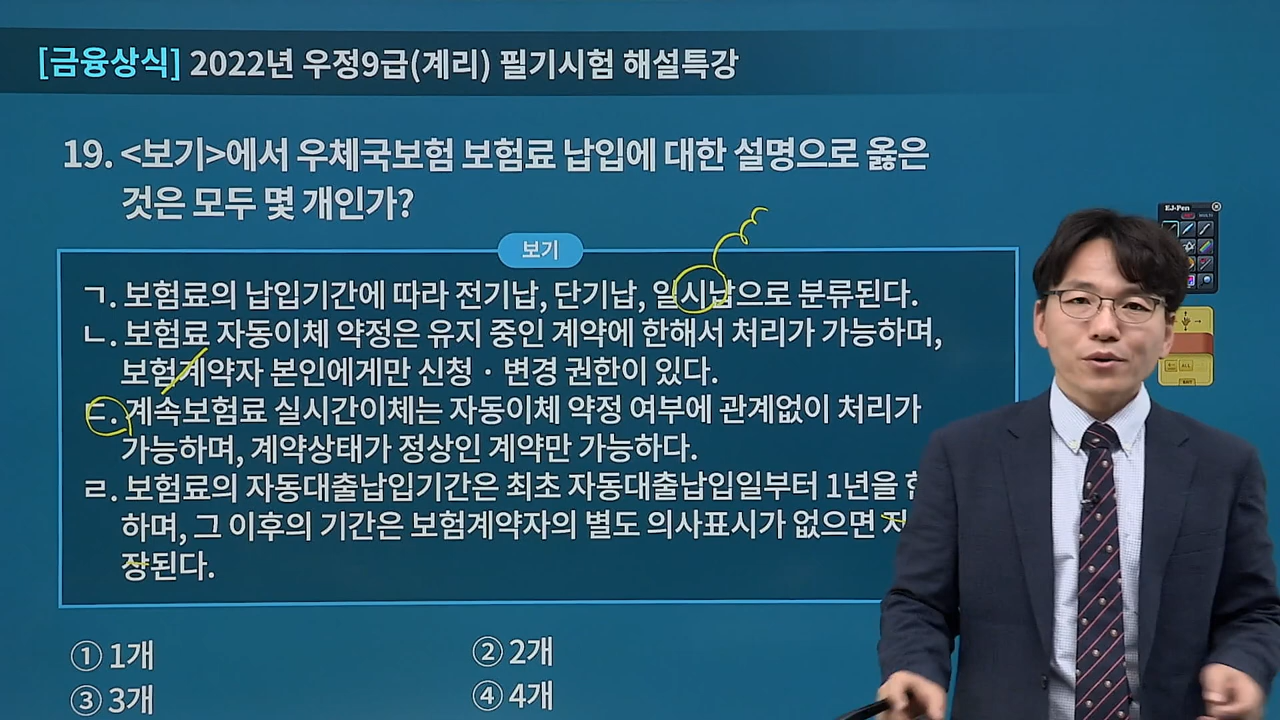 [금융상식] 2022년 우정9급(계리) 필기시험 해설특강
19. <보기>에서 우체국보험 보험료 납입에 대한 설명으로 옳은
것은 모두 몇 개인가?
보기
ㄱ. 보험료의 납입기간에 따라 전기납, 단기납, 일시납으로 분류된다.
ㄴ. 보험료 자동이체 약정은 유지 중인 계약에 한해서 처리가 가능하며,
보험계약자 본인에게만 신청 · 변경 권한이 있다.
ㄷ. 계속보험료 실시간이체는 자동이체 약정 여부에 관계없이 처리가
가능하며, 계약상태가 정상인 계약만 가능하다.
ㄹ. 보험료의 자동대출납입기간은 최초 자동대출납입일부터 1년을
하며, 그 이후의 기간은 보험계약자의 별도 의사표시가 없으면
장된다.
① 1개
② 2개
③ 3개
④ 4개